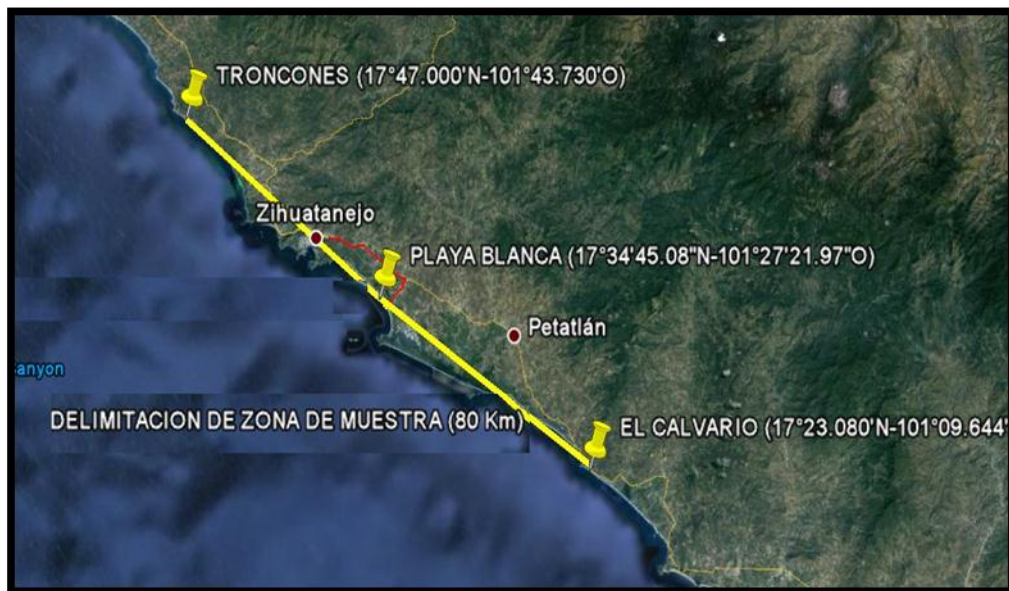 TRONCONES (17°47.000'N-101°43.730'O)
Zihuatanejo
PLAYA BLANCA (17°34'45.08"N-101°27'21.97"O)
Petatlán
anyon
DELIMITACION DE ZONA DE MUESTRA (80 Km)
EL CALVARIO (17°23.080'N-101°09.644'